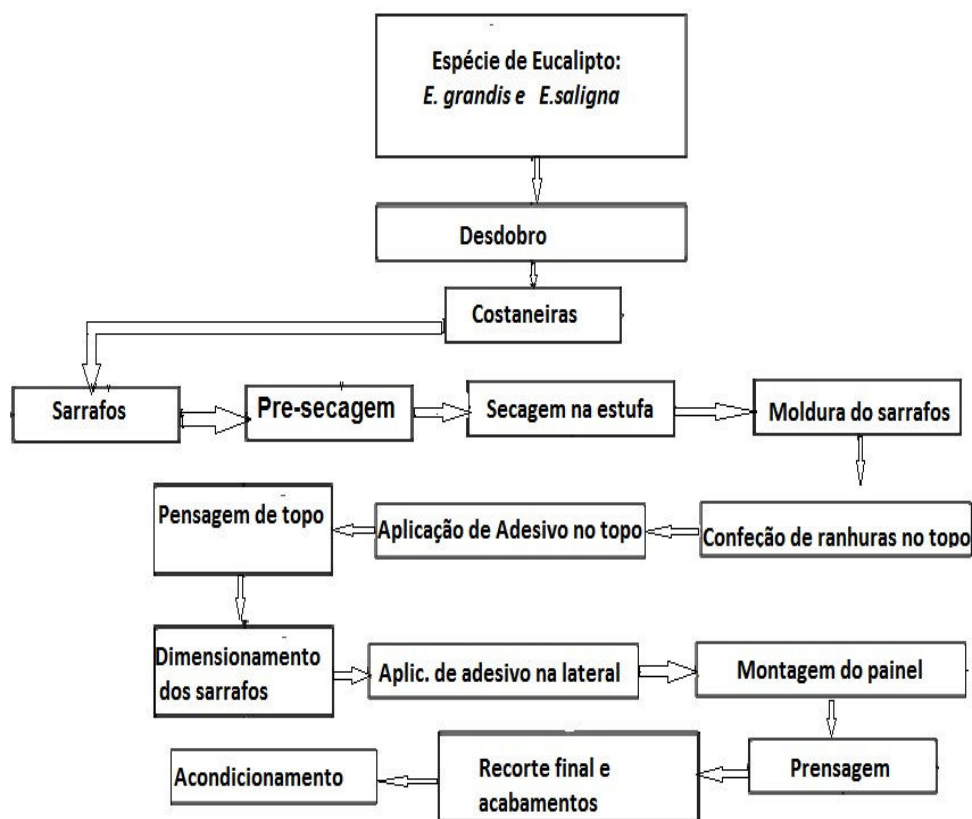 Espécie de Eucalipto:
E. grandis e E.saligna
Desdobro
Costaneiras
Sarrafos
Pre-secagem
Secagem na estufa
Moldura do sarrafos
Confeção de ranhuras no topo
Aplicação de Adesivo no topo
Pensagem de topo
Dimensionamento
dos sarrafos
Aplic. de adesivo na lateral
Montagem do painel
Prensagem
Recorte final e
acabamentos
Acondicionamento